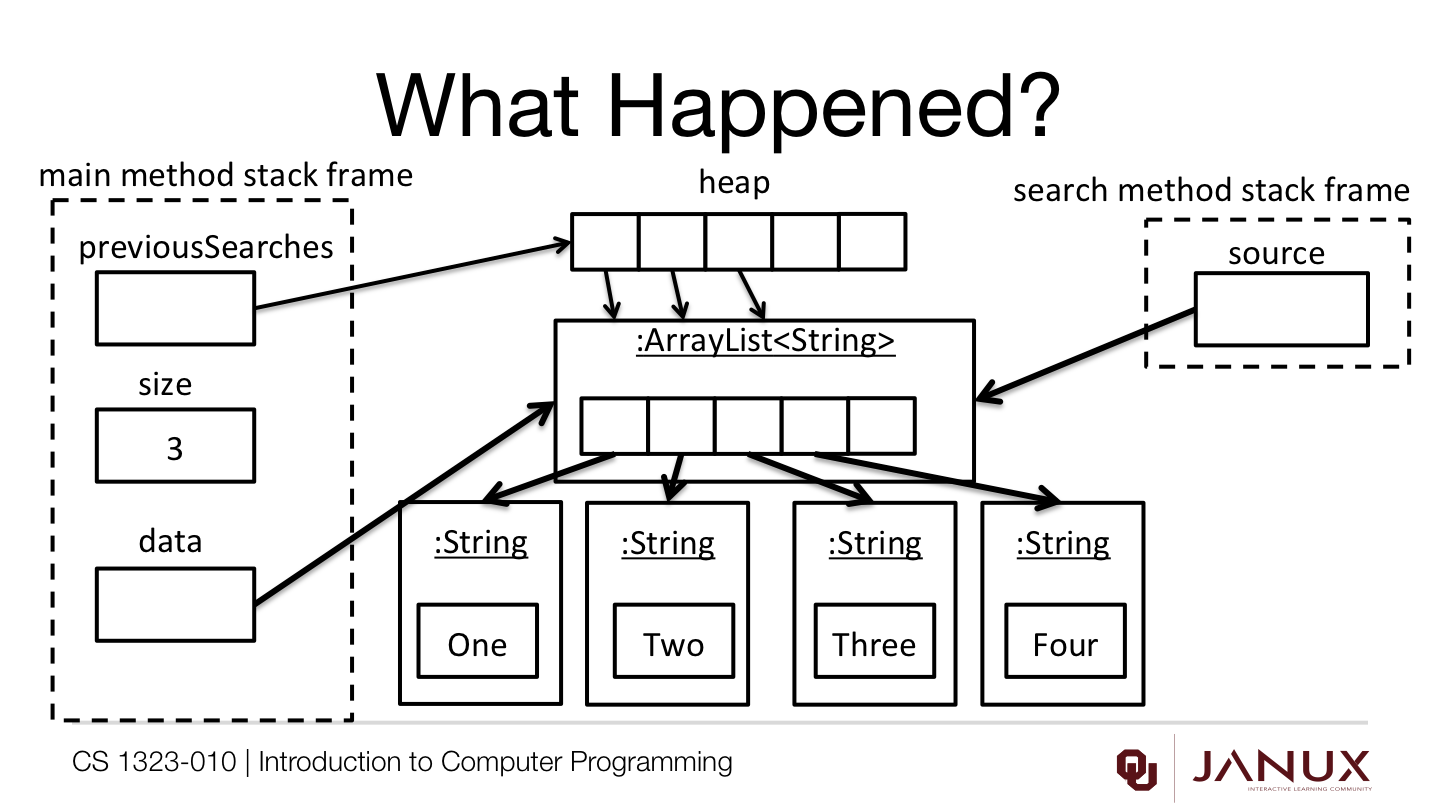 What Happened?
main method stack frame
heap
search method stack frame
previousSearches
source
:ArrayList<String>
size
3
data
:String
:String
:String
:String
One
Two
Three
Four
CS 1323-010 | Introduction to Computer Programming
OU
JANUX
INTERACTIVE LEARNING COMMUNITY